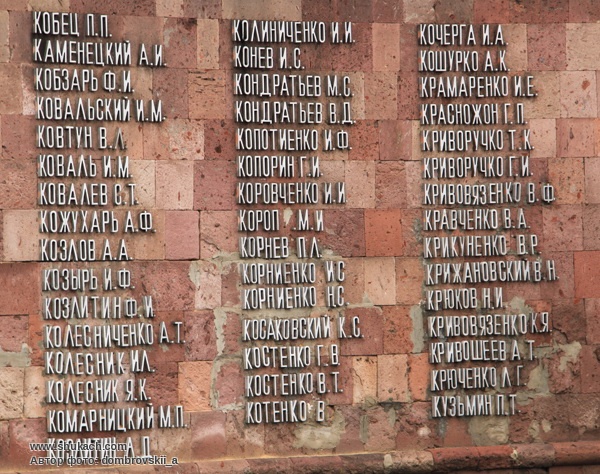 КОБЕЦ П.П.
КАМЕНЕЦКИЙ А.И.
КОБЗАРЬ Ф.И.
КОВАЛЬСКИЙ И.М.
КОВТУН В.Л.
КОВАЛЬ И.М.
КОВАЛЕВ С.Т.
КОЖУХАРЬ А.Ф.
КОЗЛОВ А.А.
КОЗЫРЬ И.Ф.
КОЗЛИТИН Ф.И
КОЛЕСНИЧЕНКО А.Т.
КОЛЕСНИК И.Л.
КОЛЕСНИК Я.К.
КОМАРНИЦКИЙ М.П.
КОЛИНИЧЕНКО И.И.
КОНЕВ И.С.
КОНДРАТЬЕВ М.С.
КОНДРАТЬЕВ В.Д.
КОПОТИЕНКО И.Ф.
КОПОРИН Г.И.
КОРОВЧЕНКО И.И
КОРОП .М.И
КОРНЕВ П.Л.
КОРНИЕНКО И.С
КОРНИЕНКО Н.С.
КОСАКОВСКИЙ К.С.
КОСТЕНКО Г.В.
КОСТЕНКО В.Т.
КОТЕНКО В
КОЧЕРГА И.А.
КОШУРКО А.К.
КРАМАРЕНКО И.Е.
КРАСНОЖОН Г.П.
КРИВОРУЧКО Т.К.
КРИВОРУЧКО Г.И.
КРИВОВЯЗЕНКО В.Ф.
КРАВЧЕНКО В.А.
КРИКУНЕНКО В.Р
КРИЖАНОВСКИЙ В.Н.
КРЮКОВ Н.И.
КРИВОВЯЗЕНКО К.Я.
КРИВОШЕЕВ А.Т.
КРЮЧЕНКО Л.Г.
КУЗЬМИН П.Т
www.shukach.com
Автор фото: dombrovskii_a